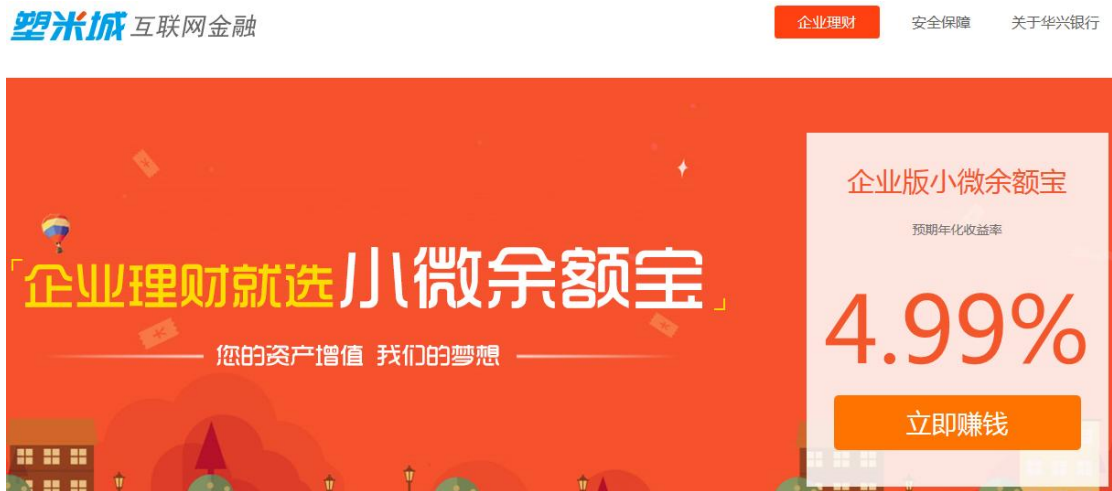 塑米城 互联网金融
企业理财 安全保障 关于华兴银行
「企业理财就选小微余额宝」
您的资产增值 我们的梦想
企业版小微余额宝
预期年化收益率
4.99%
立即赚钱